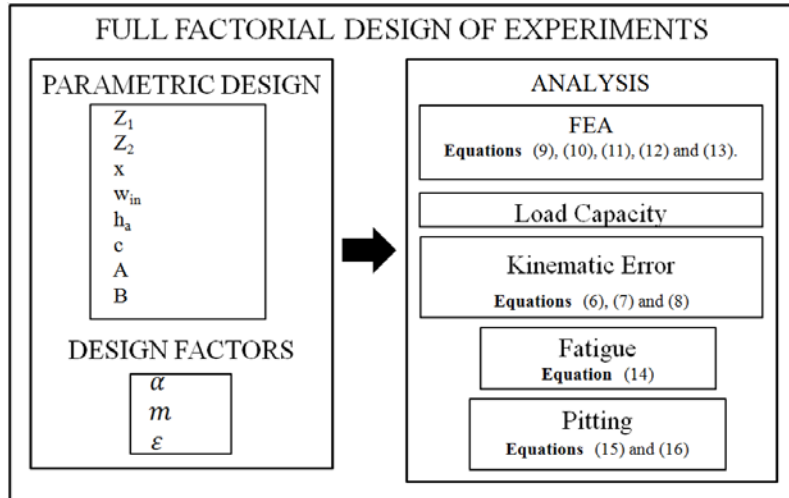 FULL FACTORIAL DESIGN OF EXPERIMENTS
PARAMETRIC DESIGN
Z₁
Z₂
x
wᵢₙ
hₐ
c
A
B
DESIGN FACTORS
α
m
ε
ANALYSIS
FEA
Equations (9), (10), (11), (12) and (13).
Load Capacity
Kinematic Error
Equations (6), (7) and (8)
Fatigue
Equation (14)
Pitting
Equations (15) and (16)